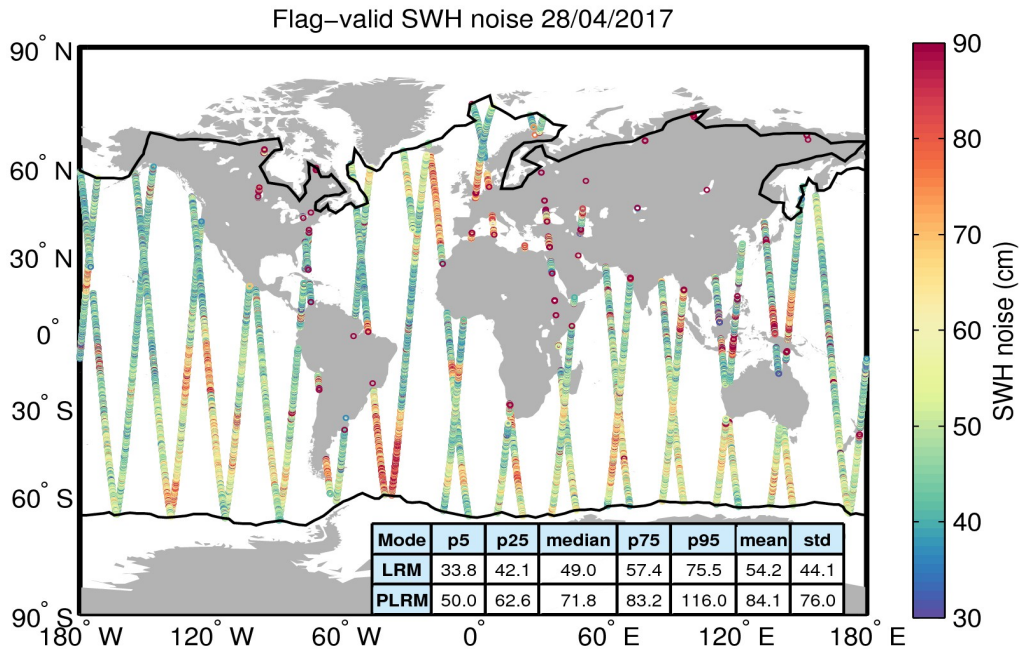 Flag−valid SWH noise 28/04/2017
90° N
60° N
30° N
0°
30° S
60° S
90° S
180° W
120° W
60° W
0°
60° E
120° E
180° E
Mode p5 p25 median p75 p95 mean std
LRM 33.8 42.1 49.0 57.4 75.5 54.2 44.1
PLRM 50.0 62.6 71.8 83.2 116.0 84.1 76.0
90
80
70
60
50
40
30
SWH noise (cm)